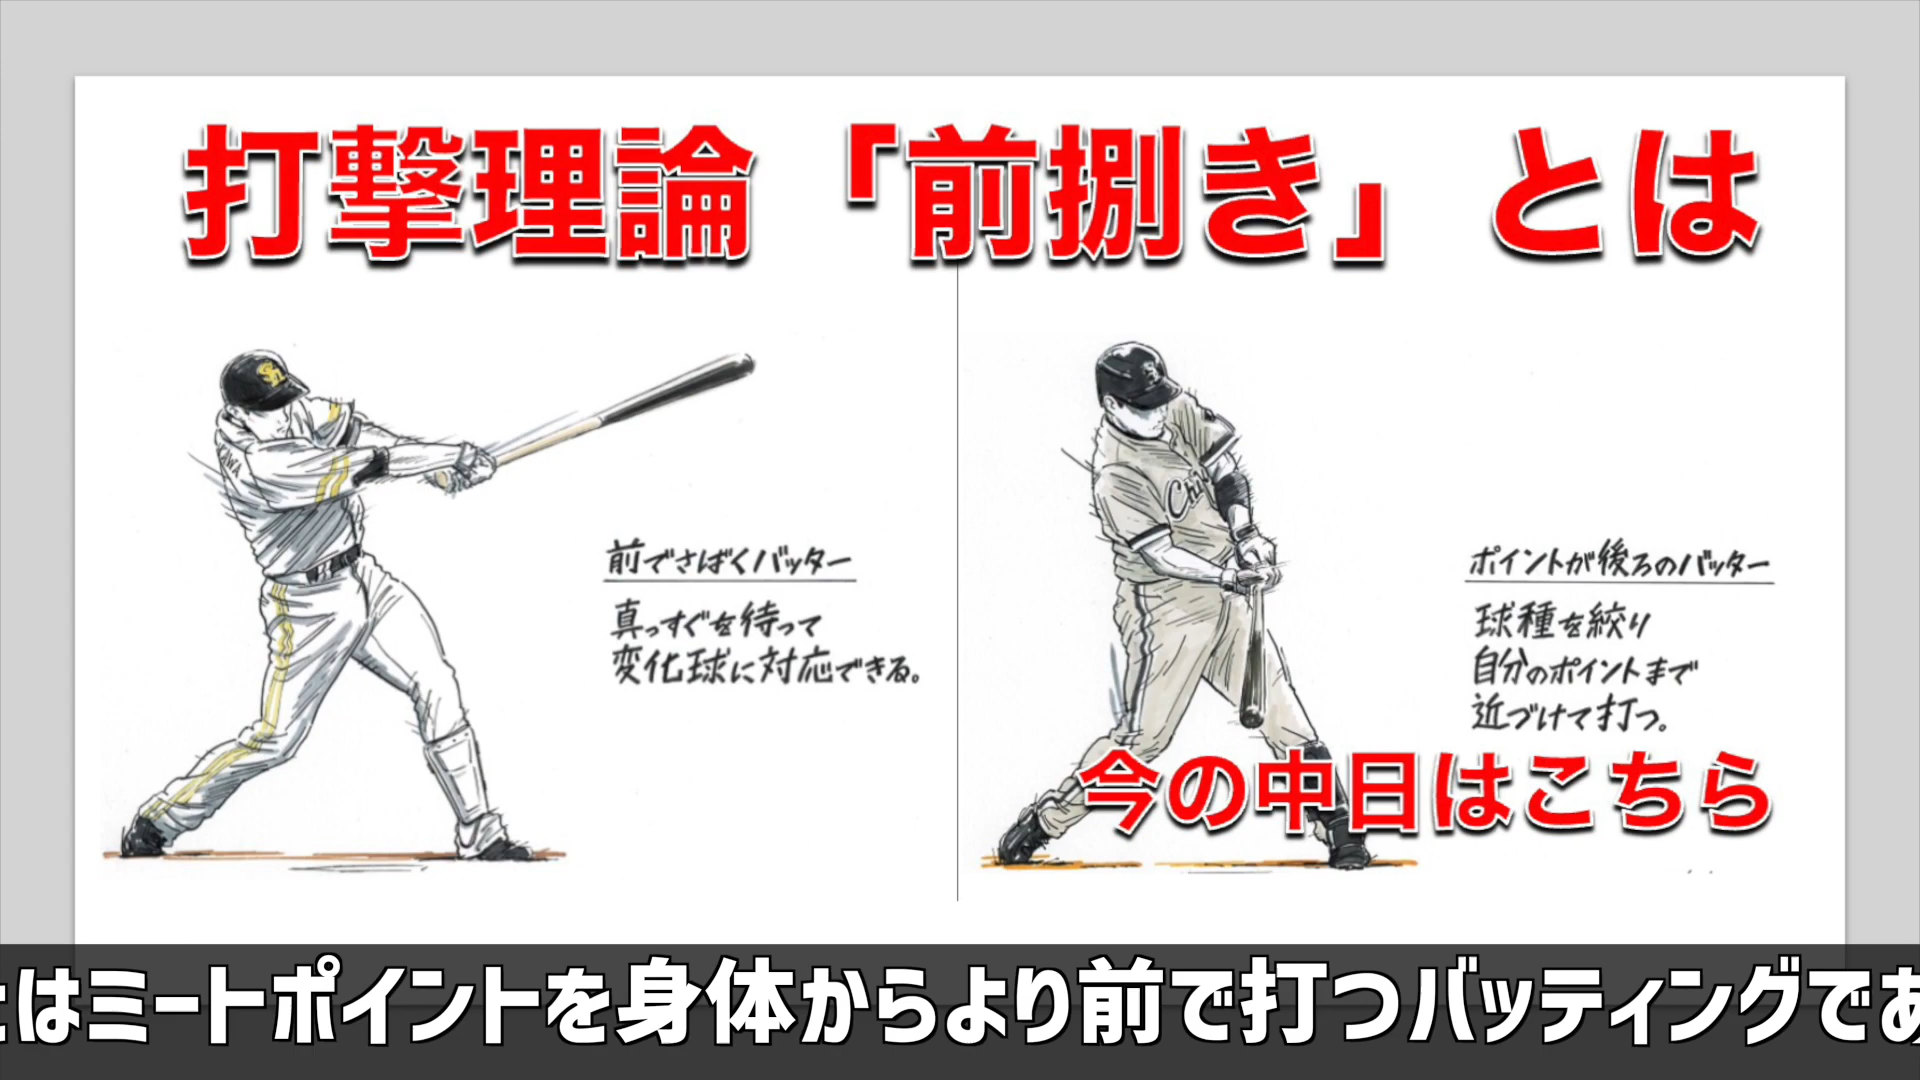 打撃理論「前捌き」とは
前でさばくバッター
真っすぐを待って
変化球に対応できる。
ポイントが後ろのバッター
球種を絞り
自分のポイントまで
近づけて打つ。
今の中日はこちら
はミートポイントを身体からより前で打つバッティングであ